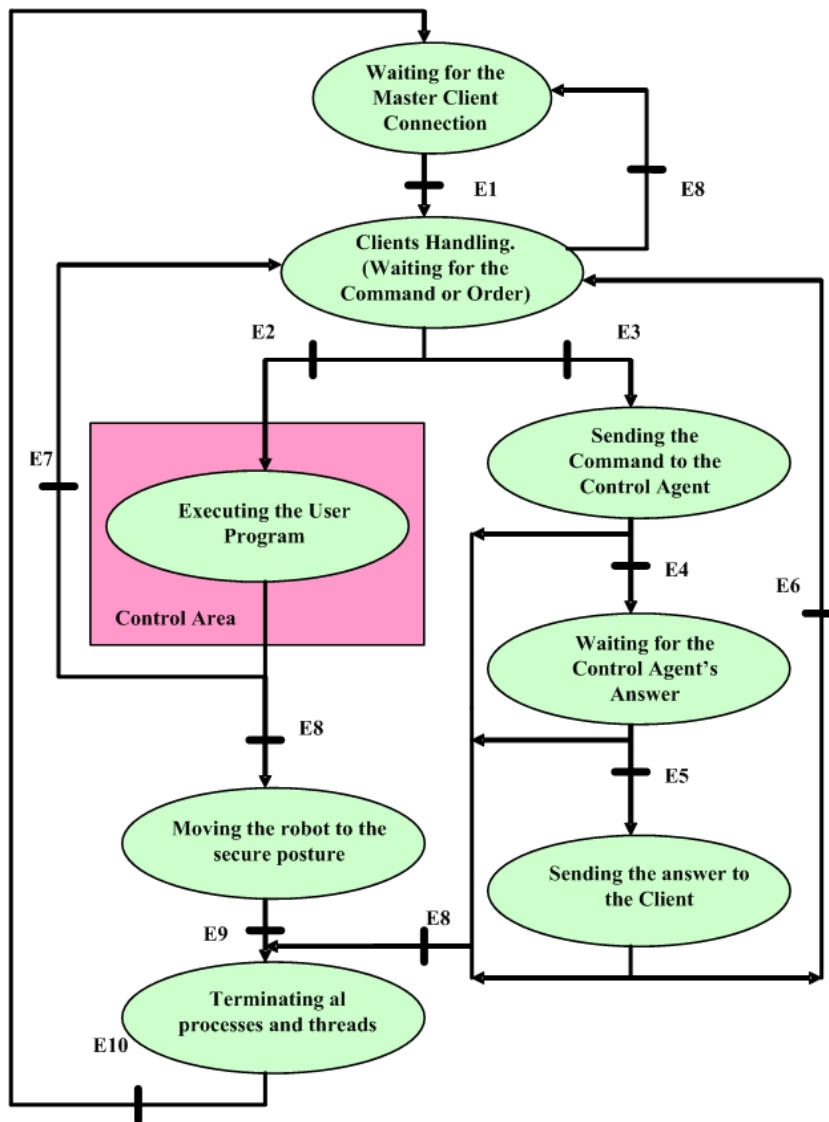 Waiting for the
Master Client
Connection
E1
E8
Clients Handling.
(Waiting for the
Command or Order)
E2
E3
E7
Sending the
Command to the
Control Agent
Executing the User
Program
Control Area
E4
E6
Waiting for the
Control Agent's
Answer
E8
E5
Moving the robot to the
secure posture
Sending the answer to
the Client
E9
E8
Terminating al
processes and threads
E10